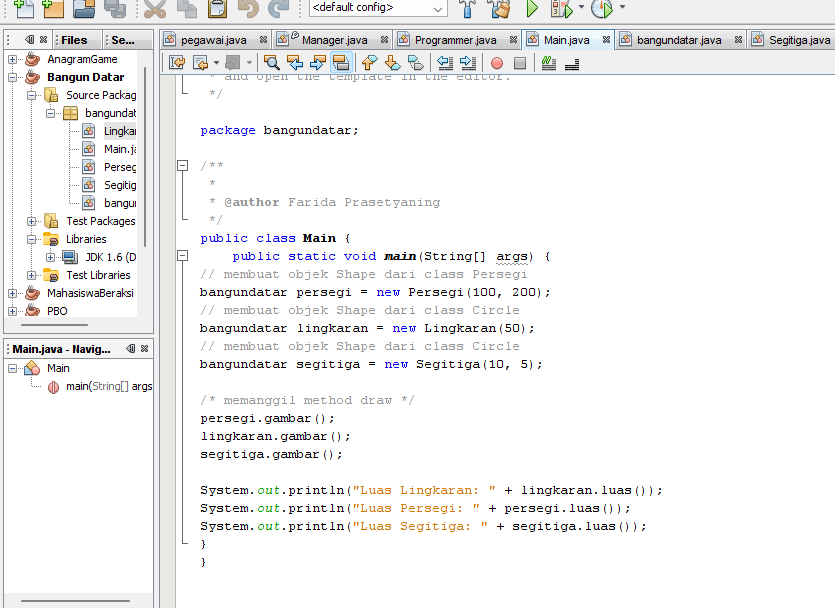 <default config>
Files
Se...
pegawai.java
Manager.java
Programmer.java
Main.java
bangundatar.java
Segitiga.java
AnagramGame
Bangun Datar
Source Packag
bangundat
Lingkar
Main.ja
Perseg
Segitig
bangu
Test Packages
Libraries
JDK 1.6 (D
Test Libraries
MahasiswaBeraksi
PBO
Main.java - Navig...
Main
main(String[] args
* and open the template in the editor.
*/
package bangundatar;
/**
*
* @author Farida Prasetyaning
*/
public class Main {
public static void main(String[] args) {
// membuat objek Shape dari class Persegi
bangundatar persegi = new Persegi(100, 200);
// membuat objek Shape dari class Circle
bangundatar lingkaran = new Lingkaran(50);
// membuat objek Shape dari class Circle
bangundatar segitiga = new Segitiga(10, 5);
/* memanggil method draw */
persegi.gambar();
lingkaran.gambar();
segitiga.gambar();
System.out.println("Luas Lingkaran: " + lingkaran.luas());
System.out.println("Luas Persegi: " + persegi.luas());
System.out.println("Luas Segitiga: " + segitiga.luas());
}
}